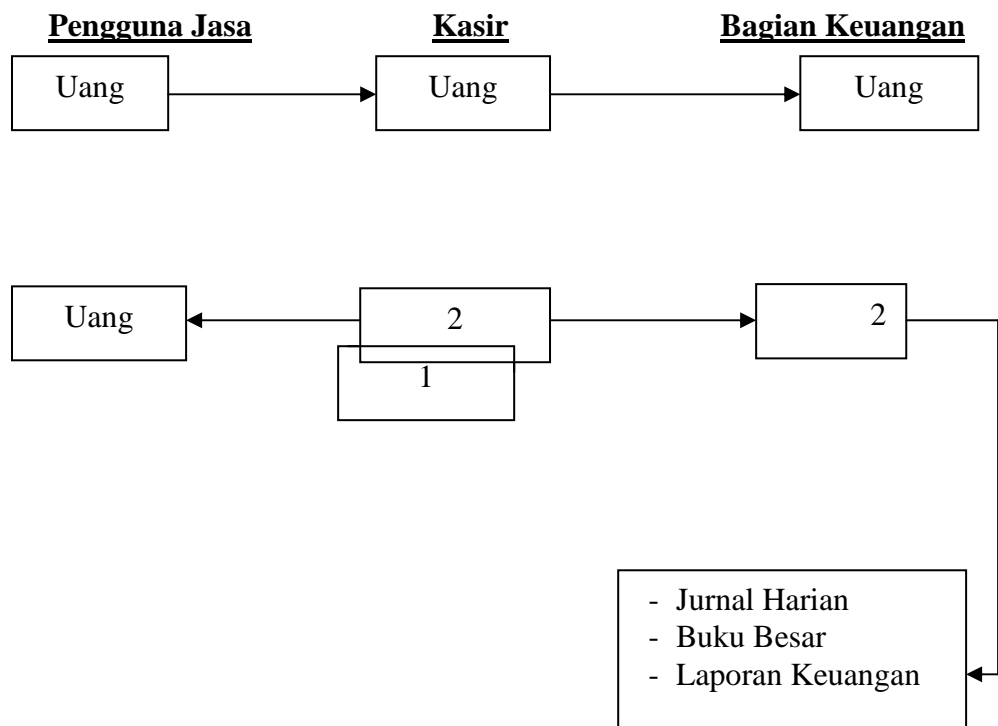 Pengguna Jasa Kasir Bagian Keuangan
Uang Uang Uang
Uang 2 2
1
- Jurnal Harian
- Buku Besar
- Laporan Keuangan